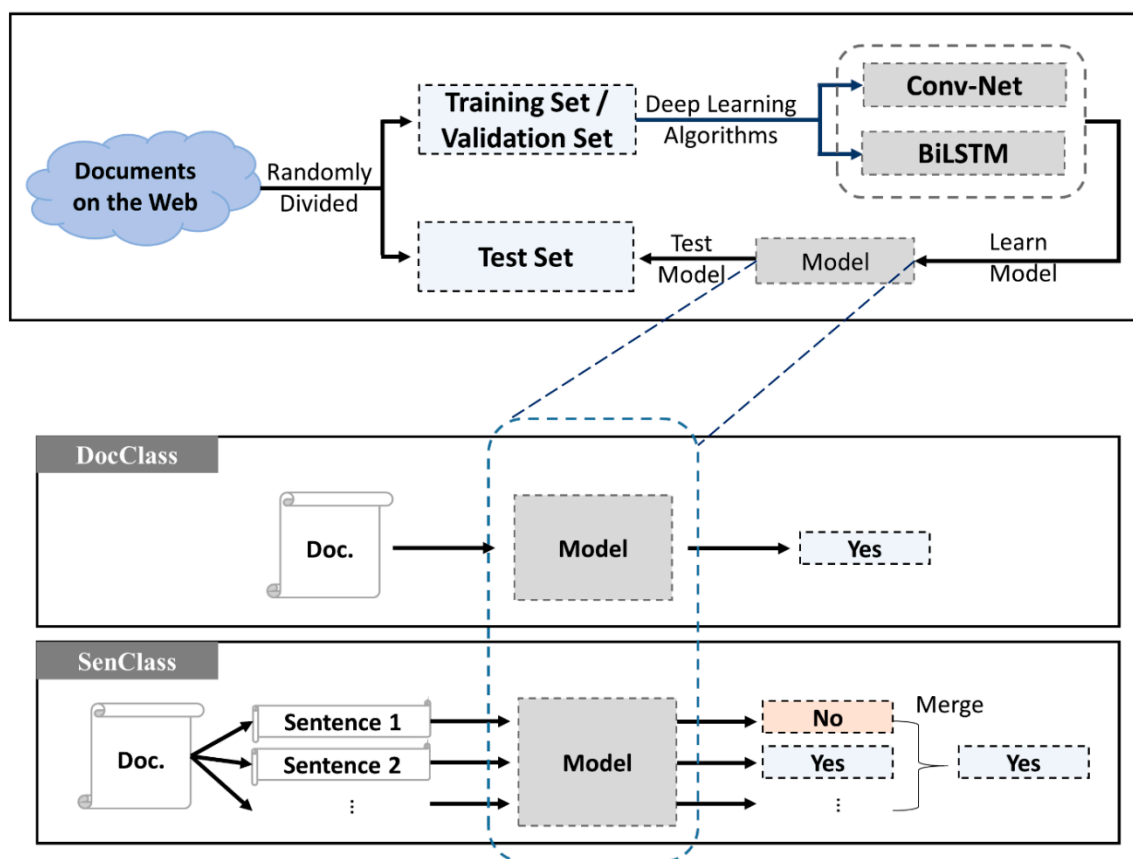 Documents
on the Web
Randomly
Divided
Training Set /
Validation Set
Deep Learning
Algorithms
Conv-Net
BiLSTM
Test Set
Test
Model
Model
Learn
Model
DocClass
Doc.
Model
Yes
SenClass
Doc.
Sentence 1
Sentence 2
⋮
Model
No
Yes
⋮
Merge
Yes